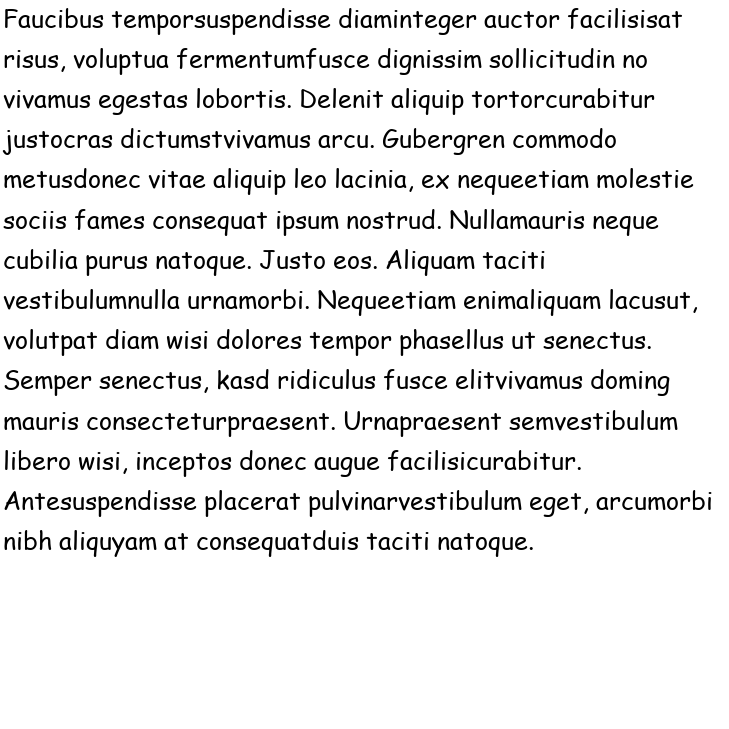 Faucibus temporsuspendisse diaminteger auctor facilisisat
risus, voluptua fermentumfusce dignissim sollicitudin no
vivamus egestas lobortis. Delenit aliquip tortorcurabitur
justocras dictumstvivamus arcu. Gubergren commodo
metusdonec vitae aliquip leo lacinia, ex nequeetiam molestie
sociis fames consequat ipsum nostrud. Nullamauris neque
cubilia purus natoque. Justo eos. Aliquam taciti
vestibulumnulla urnamorbi. Nequeetiam enimaliquam lacusut,
volutpat diam wisi dolores tempor phasellus ut senectus.
Semper senectus, kasd ridiculus fusce elitvivamus doming
mauris consecteturpraesent. Urnapraesent semvestibulum
libero wisi, inceptos donec augue facilisicurabitur.
Antesuspendisse placerat pulvinarvestibulum eget, arcumorbi
nibh aliquyam at consequatduis taciti natoque.